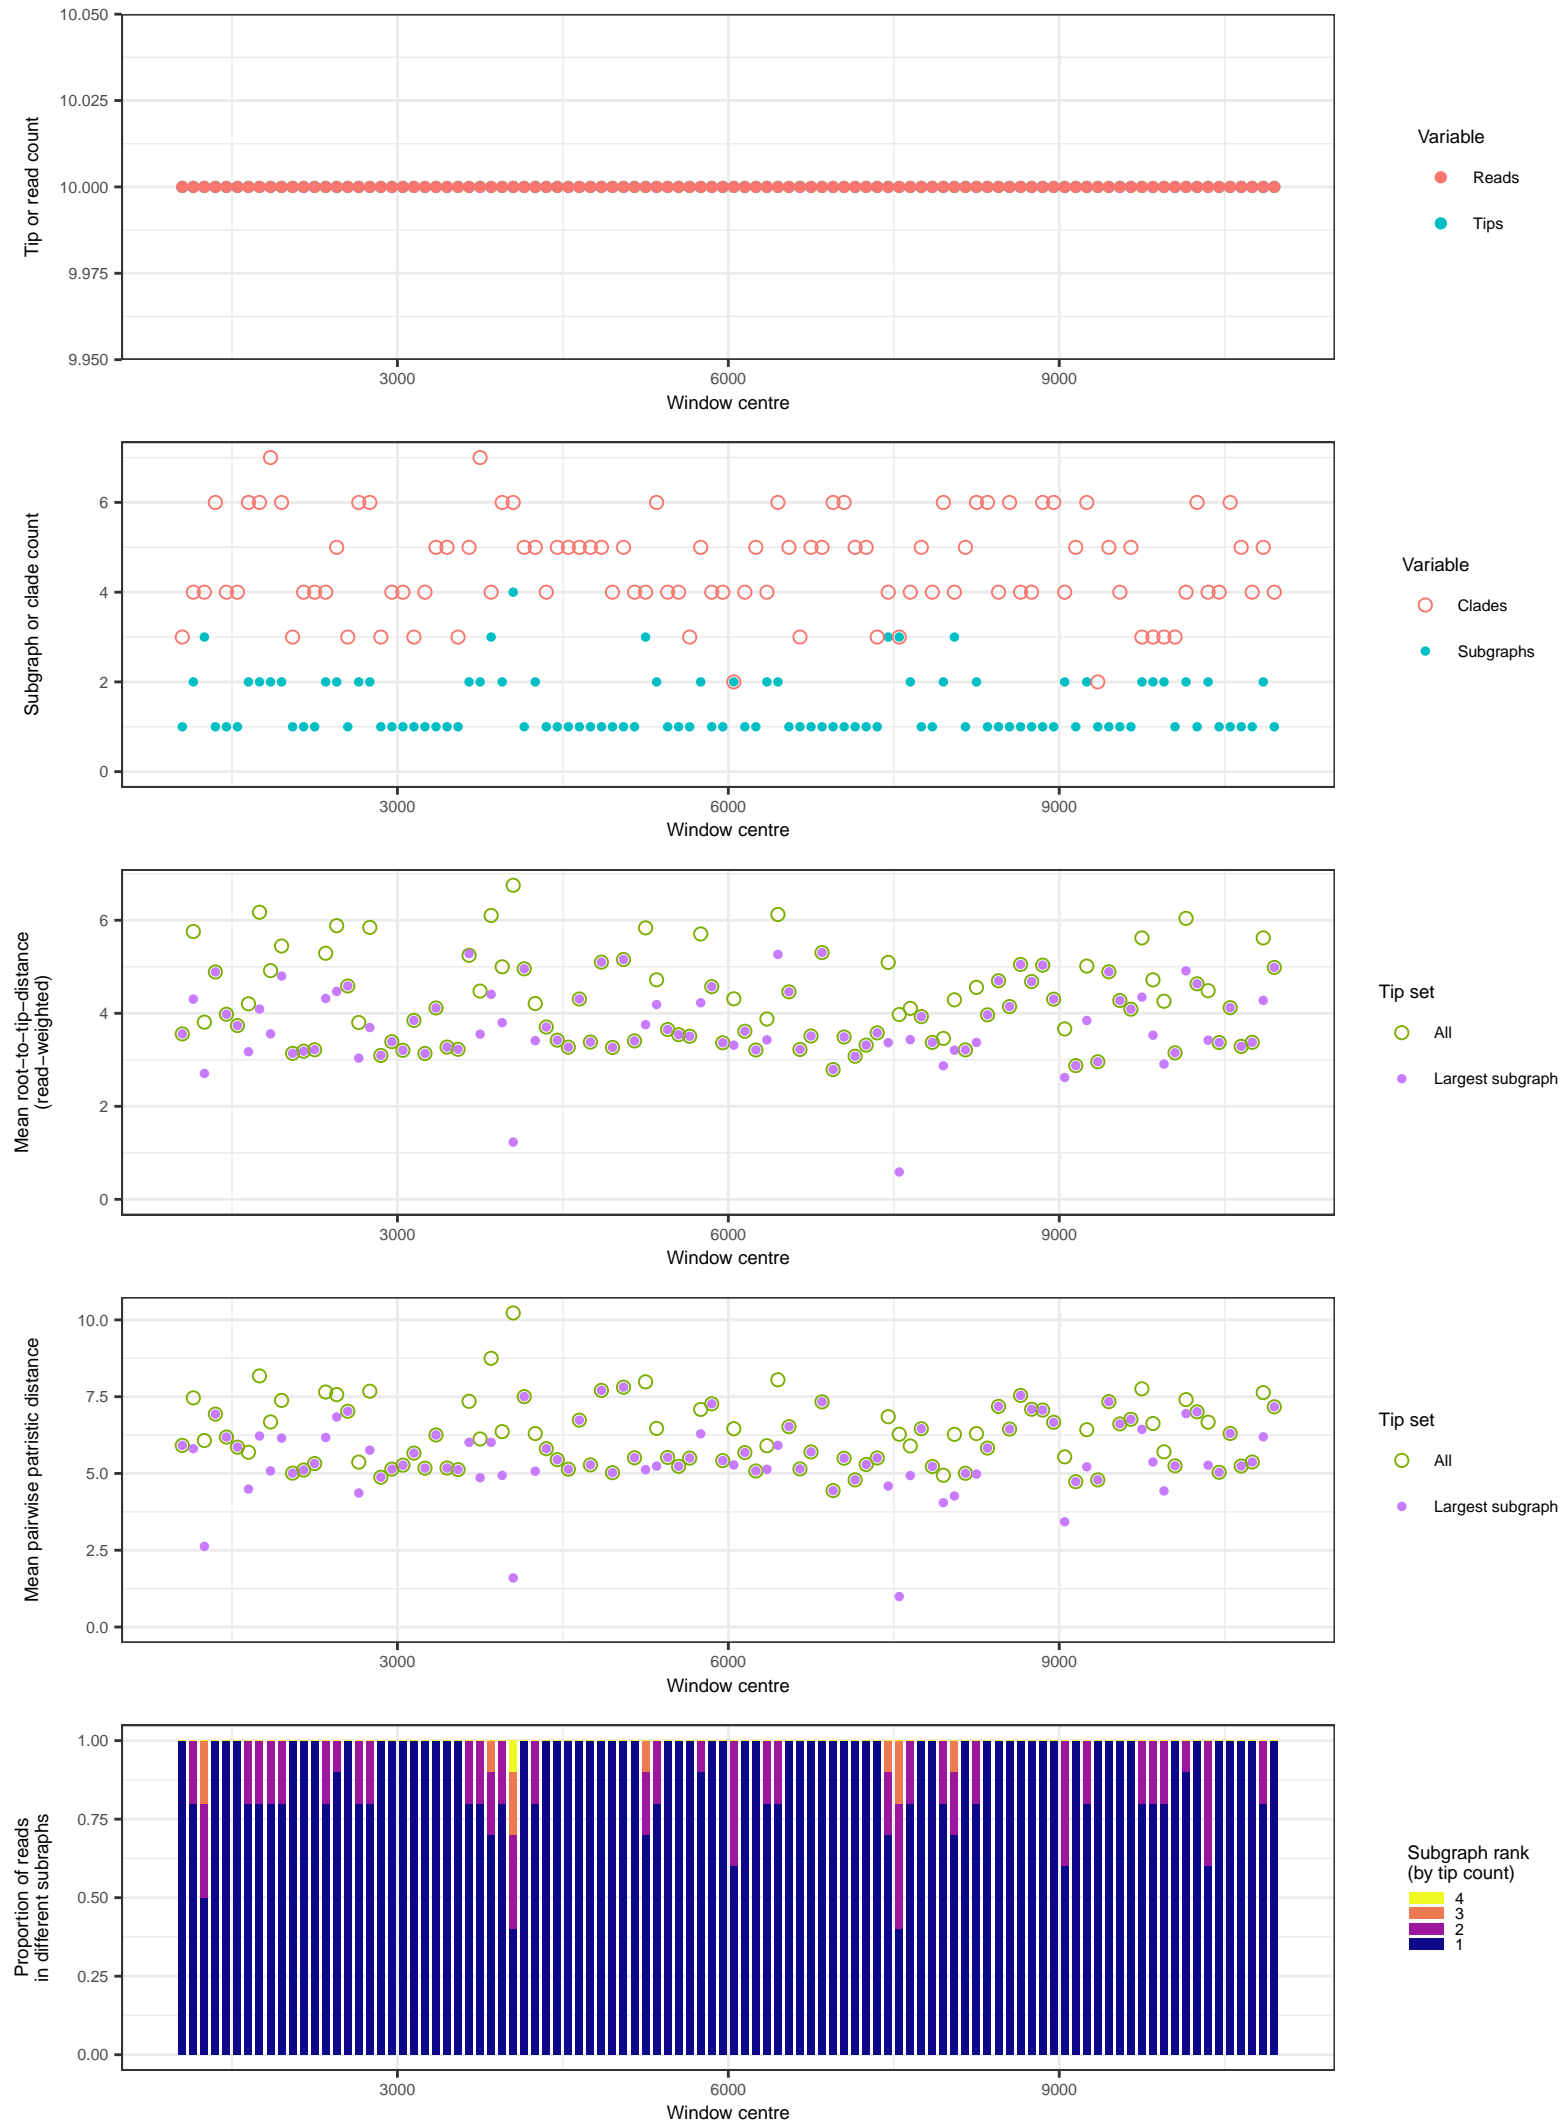 10.050
10.025
10.000
9.975
9.950
Tip or read count
3000 6000 9000
Window centre
Variable
Reads
Tips
6
4
2
0
Subgraph or clade count
3000 6000 9000
Window centre
Variable
Clades
Subgraphs
6
4
2
0
Mean root−to−tip−distance
(read−weighted)
3000 6000 9000
Window centre
Tip set
All
Largest subgraph
10.0
7.5
5.0
2.5
0.0
Mean pairwise patristic distance
3000 6000 9000
Window centre
Tip set
All
Largest subgraph
1.00
0.75
0.50
0.25
0.00
Proportion of reads
in different subraphs
3000 6000 9000
Window centre
Subgraph rank
(by tip count)
4
3
2
1